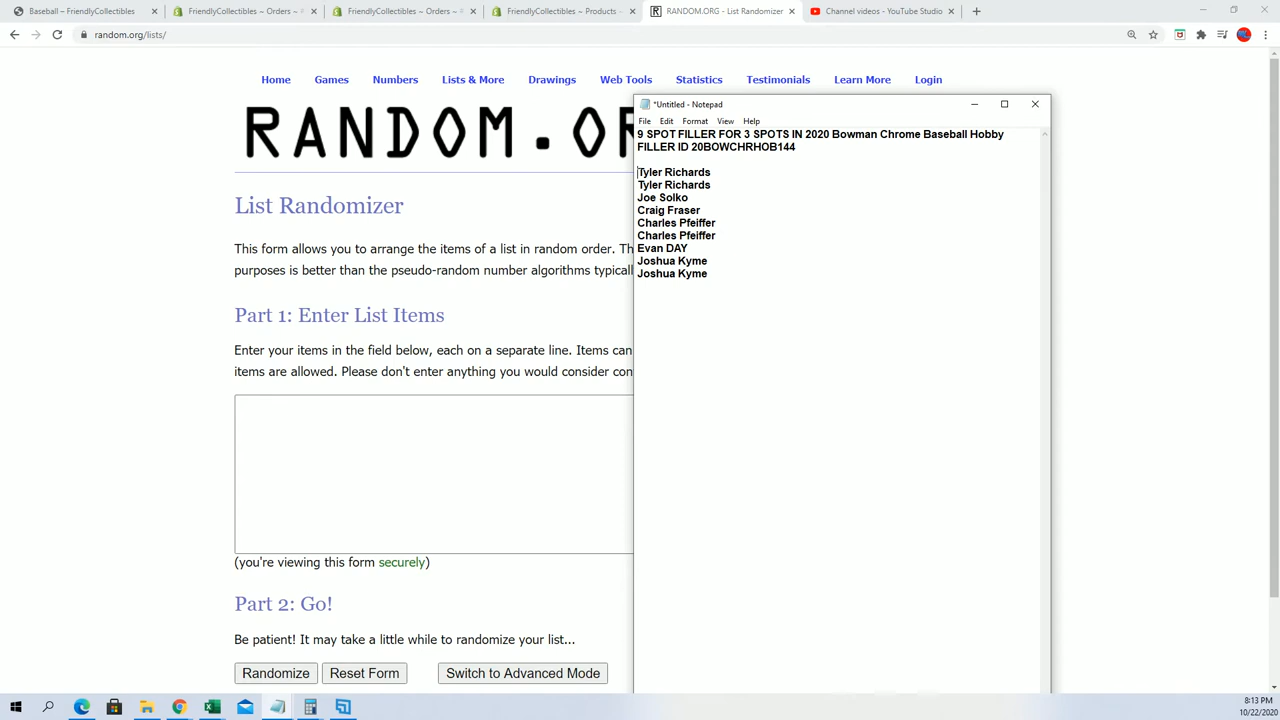 FriendlyCollectibles ~ Orders ~
FriendlyCollectibles ~ Orders ~
FriendlyCollectibles ~ Products ~
RANDOM.ORG - List Randomizer
Channel videos - YouTube Studio
Baseball – FriendlyCollectibles
random.org/lists/
Home Games Numbers Lists & More Drawings Web Tools Statistics Testimonials Learn More Login
RANDOM.O
List Randomizer
This form allows you to arrange the items of a list in random order. Th
purposes is better than the pseudo-random number algorithms typicall
Part 1: Enter List Items
Enter your items in the field below, each on a separate line. Items can
items are allowed. Please don't enter anything you would consider con
(you're viewing this form securely)
Part 2: Go!
Be patient! It may take a little while to randomize your list...
Randomize Reset Form Switch to Advanced Mode
*Untitled - Notepad
File Edit Format View Help
9 SPOT FILLER FOR 3 SPOTS IN 2020 Bowman Chrome Baseball Hobby
FILLER ID 20BOWCHRHOB144
Tyler Richards
Tyler Richards
Joe Solko
Craig Fraser
Charles Pfeiffer
Charles Pfeiffer
Evan DAY
Joshua Kyme
Joshua Kyme
8:13 PM
10/22/2020